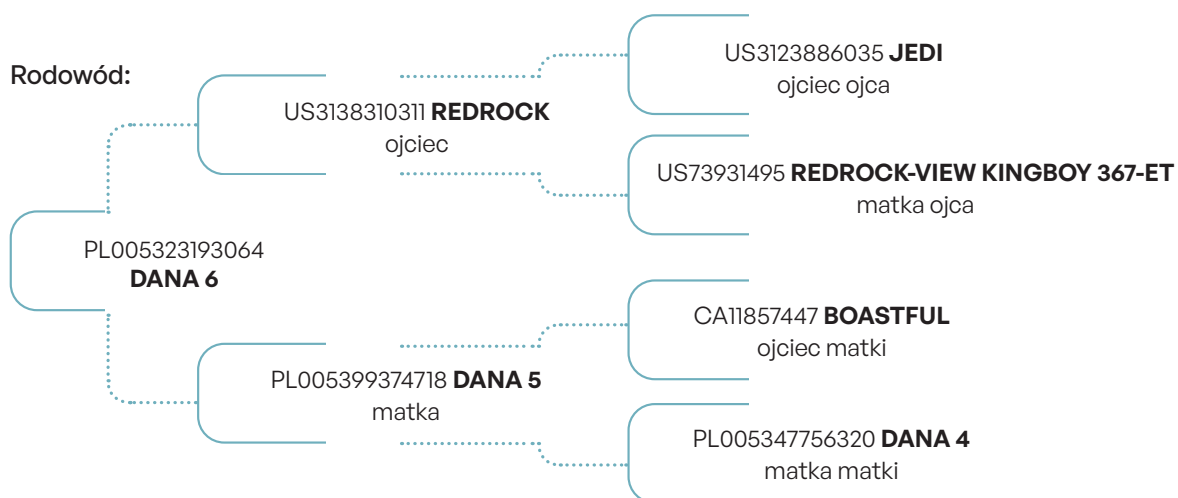 Rodowód:
US3123886035 JEDI
ojciec ojca
US3138310311 REDROCK
ojciec
US73931495 REDROCK-VIEW KINGBOY 367-ET
matka ojca
PL005323193064
DANA 6
CA11857447 BOASTFUL
ojciec matki
PL005399374718 DANA 5
matka
PL005347756320 DANA 4
matka matki